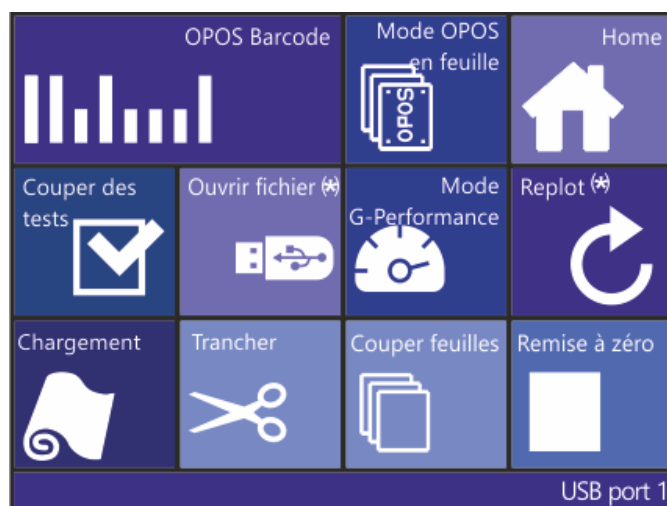 OPOS Barcode
Mode OPOS
en feuille
OPOS
Home
Couper des
tests
Ouvrir fichier (*)
Mode
G-Performance
Replot (*)
Chargement
Trancher
Couper feuilles
Remise à zéro
USB port 1